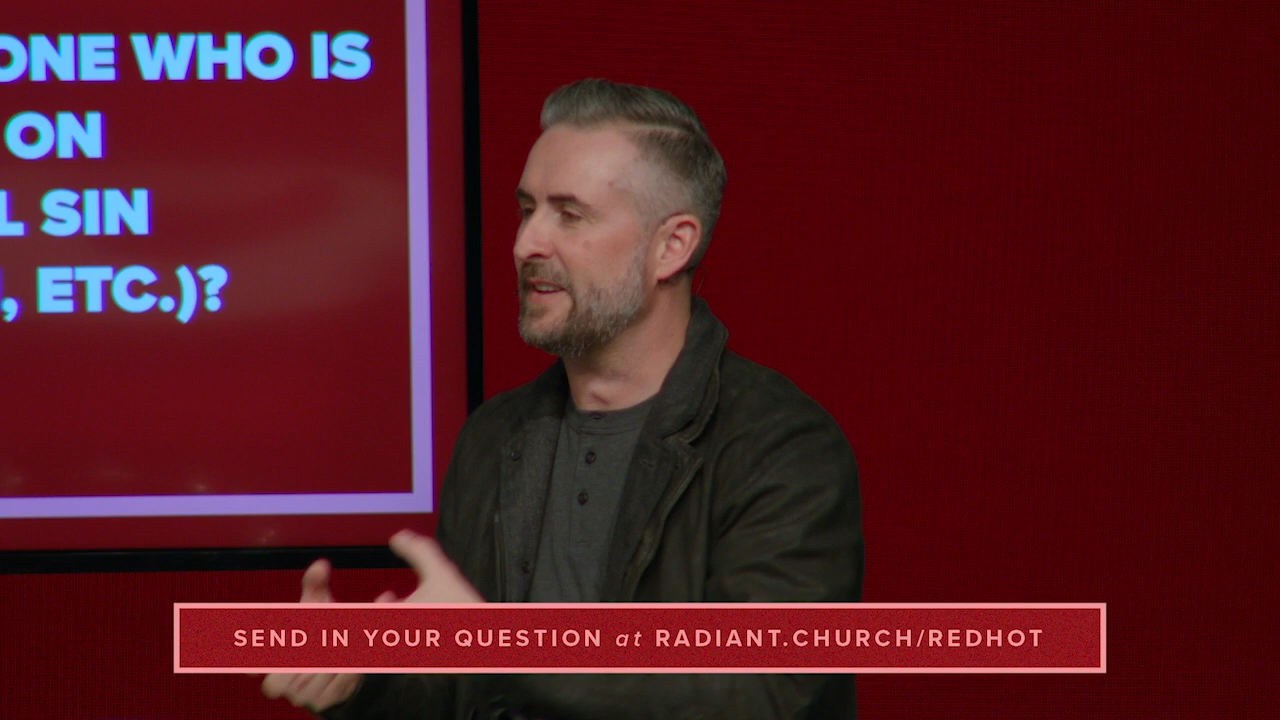 ONE WHO IS
ON
L SIN
, ETC.)?
SEND IN YOUR QUESTION at RADIANT.CHURCH/REDHOT